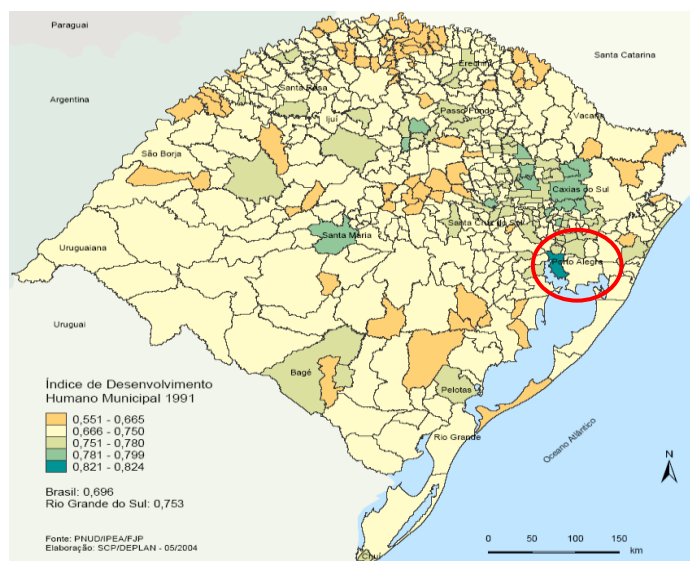 Paraguai
Santa Catarina
Argentina
Erechim
Santa Rosa
Passo Fundo
Ijuí
Vacaria
São Borja
Caxias do Sul
Santa Cruz do Sul
Santa Maria
Uruguaiana
Porto Alegre
Uruguai
Bagé
Pelotas
Rio Grande
Oceano Atlântico
Chuí
Índice de Desenvolvimento
Humano Municipal 1991
0,551 - 0,665
0,666 - 0,750
0,751 - 0,780
0,781 - 0,799
0,821 - 0,824
Brasil: 0,696
Rio Grande do Sul: 0,753
Fonte: PNUD/IPEA/FJP
Elaboração: SCP/DEPLAN - 05/2004
N
0 50 100 150
km